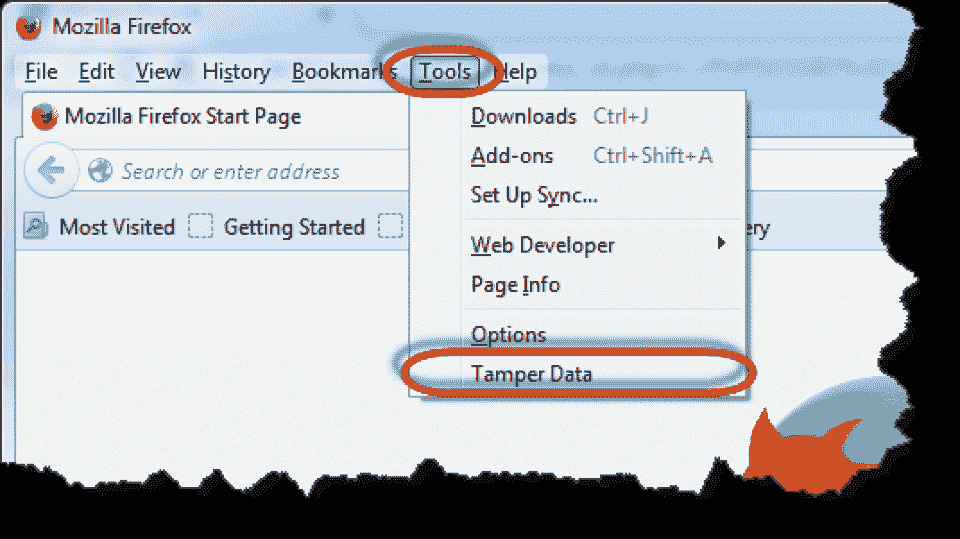 Mozilla Firefox
File Edit View History Bookmarks Tools Help
Mozilla Firefox Start Page
Downloads Ctrl+J
Add-ons Ctrl+Shift+A
Search or enter address
Set Up Sync...
Most Visited Getting Started
Web Developer
Page Info
Options
Tamper Data